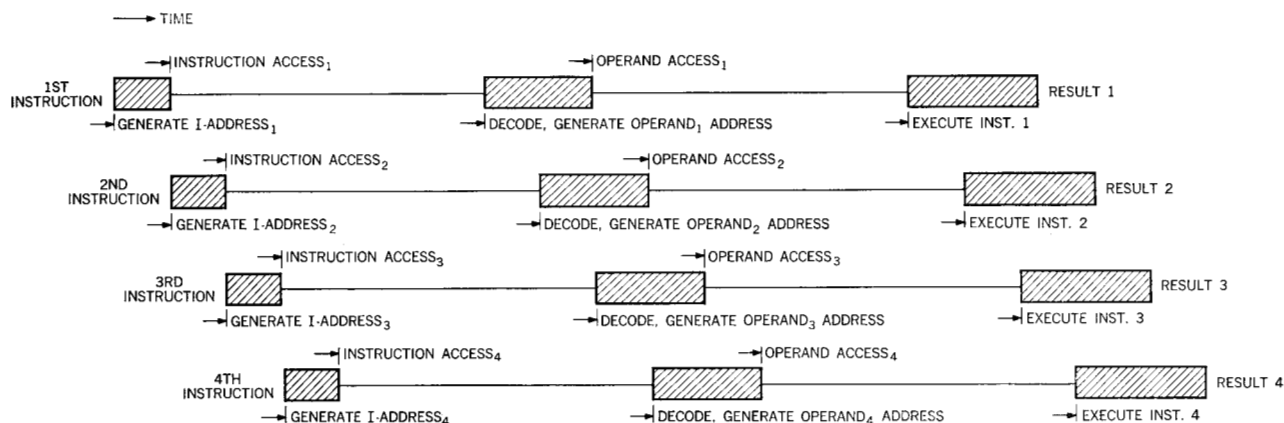 TIME
INSTRUCTION ACCESS₁
OPERAND ACCESS₁
1ST
INSTRUCTION
RESULT 1
GENERATE I-ADDRESS₁
DECODE, GENERATE OPERAND₁ ADDRESS
EXECUTE INST. 1
INSTRUCTION ACCESS₂
OPERAND ACCESS₂
2ND
INSTRUCTION
RESULT 2
GENERATE I-ADDRESS₂
DECODE, GENERATE OPERAND₂ ADDRESS
EXECUTE INST. 2
INSTRUCTION ACCESS₃
OPERAND ACCESS₃
3RD
INSTRUCTION
RESULT 3
GENERATE I-ADDRESS₃
DECODE, GENERATE OPERAND₃ ADDRESS
EXECUTE INST. 3
INSTRUCTION ACCESS₄
OPERAND ACCESS₄
4TH
INSTRUCTION
RESULT 4
GENERATE I-ADDRESS₄
DECODE, GENERATE OPERAND₄ ADDRESS
EXECUTE INST. 4